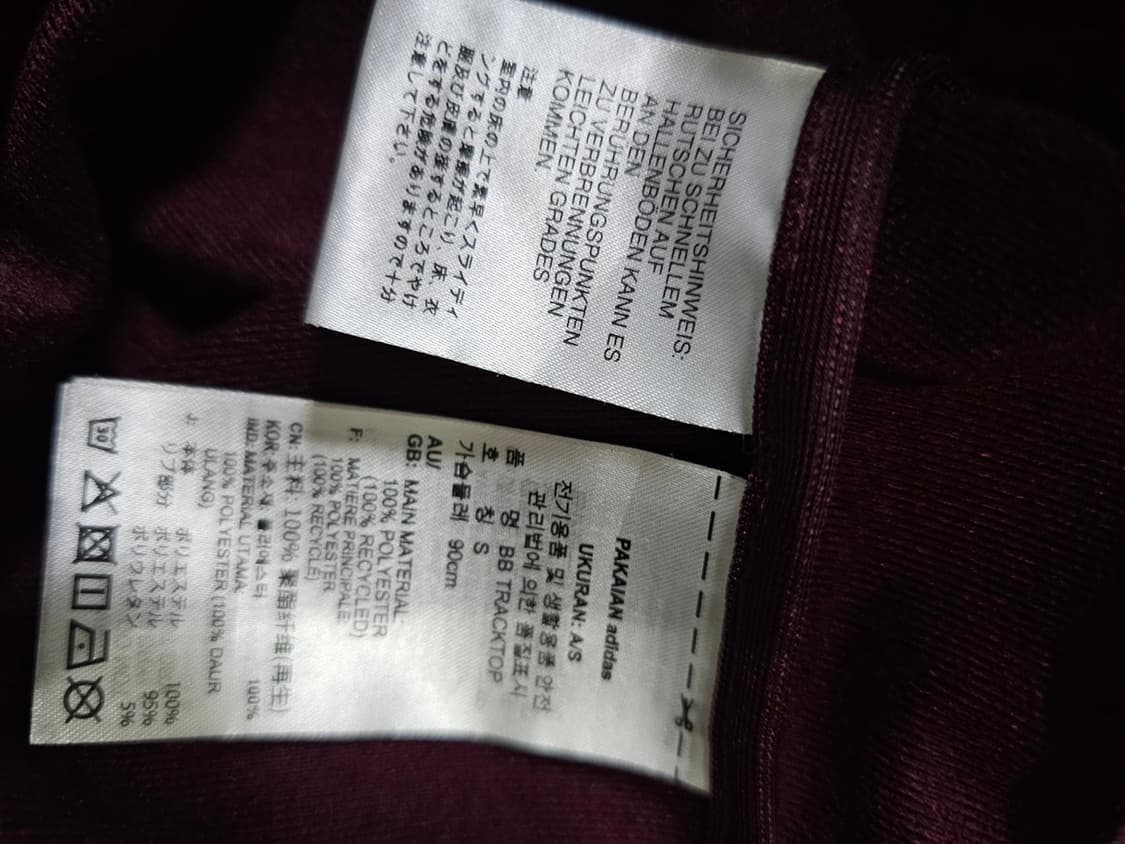 SICHERHEITSHINWEIS:
BEI ZU SCHNELLEM
RUTSCHEN AUF
HALLENBÖDEN KANN ES
AN DEN
BERÜHRUNGSPUNKTEN
ZU VERBRENNUNGEN
LEICHTEN GRADES
KOMMEN.
注意
室内の床の上で素早くスライディ
ングすると摩擦が起こり、床、衣
服及び皮膚の接するところでやけ
どをする危険がありますので十分
注意して下さい。
PAKAIAN adidas
UKURAN: A/S
전기용품 및 생활용품 안전
관리법에 의한 품질표시
품 명 BB TRACKTOP
호 칭 S
가슴둘레 90cm
AU/
GB: MAIN MATERIAL:
100% POLYESTER
(100% RECYCLED)
F: MATIERE PRINCIPALE:
100% POLYESTER
(100% RECYCLE)
CN: 主料: 100% 聚酯纤维(再生)
KOR: 주소재: 폴리에스터 100%
IND: MATERIAL UTAMA:
100% POLYESTER (100% DAUR
ULANG)
J: 本体 ポリエステル 100%
リブ部分 ポリエステル 95%
ポリウレタン 5%
30